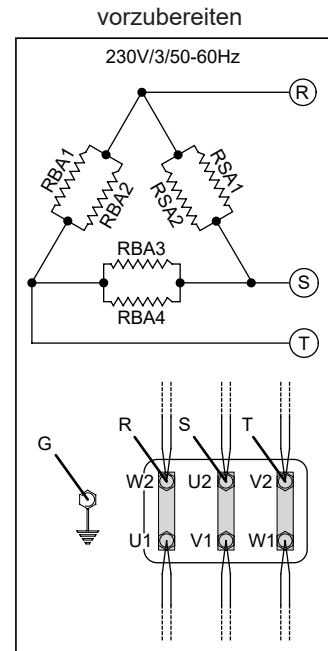 vorzubereiten
230V/3/50-60Hz
R
RBA1
RBA2
RSA1
RSA2
RBA3
RBA4
S
T
G
R
S
T
W2
U2
V2
U1
V1
W1